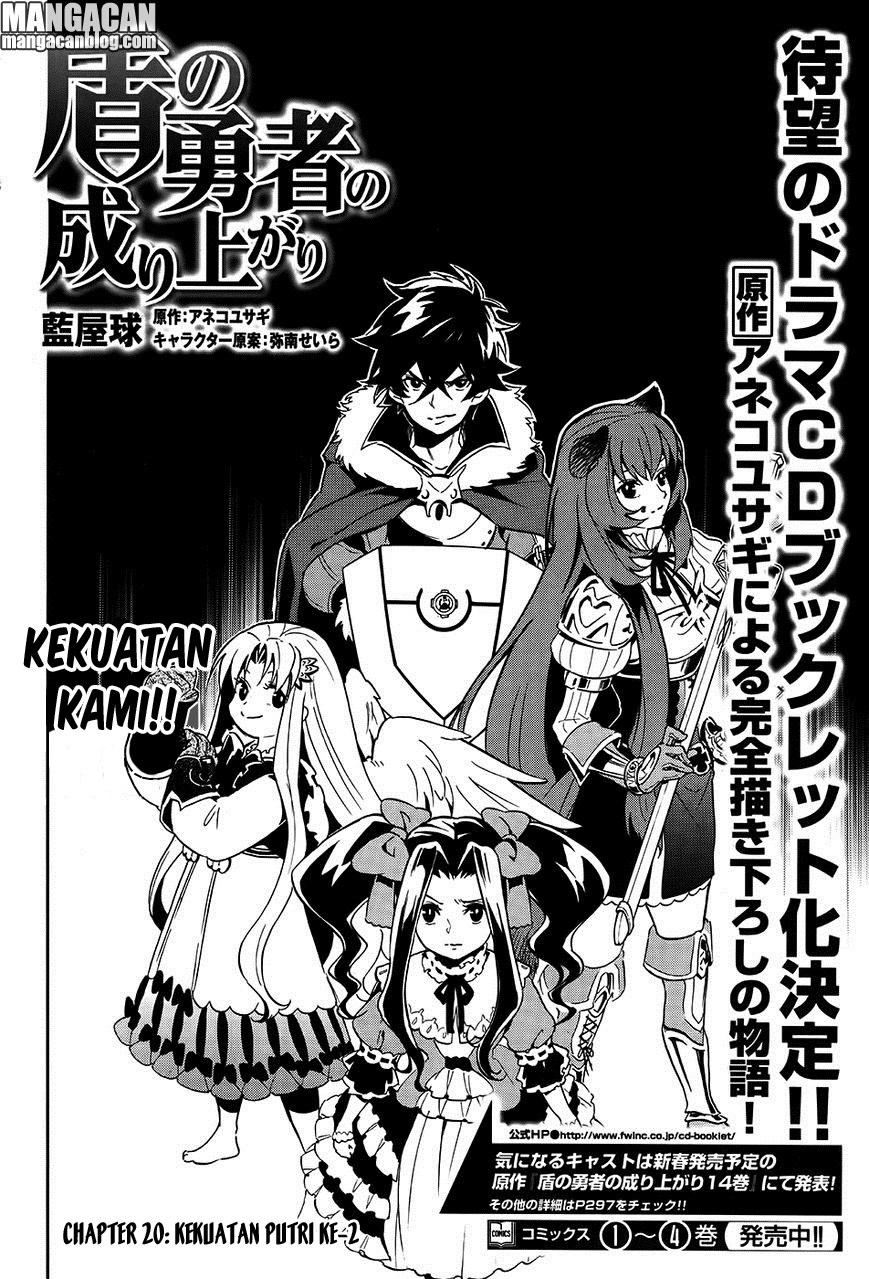 MANGACAN
mangacanblog.com
盾の
勇者の
成り上がり
藍屋球
原作：アネコユサギ
キャラクター原案：弥南せいら
待望のドラマCDブックレット化決定!!
原作アネコユサギによる完全描き下ろしの物語！
KEKUATAN
KAMI!!
公式HP●http://www.fwinc.co.jp/cd-booklet/
気になるキャストは新春発売予定の
原作『盾の勇者の成り上がり14巻』にて発表!
その他の詳細はP297をチェック!!
COMICS コミックス ①～④巻 発売中!!
CHAPTER 20: KEKUATAN PUTRI KE-2